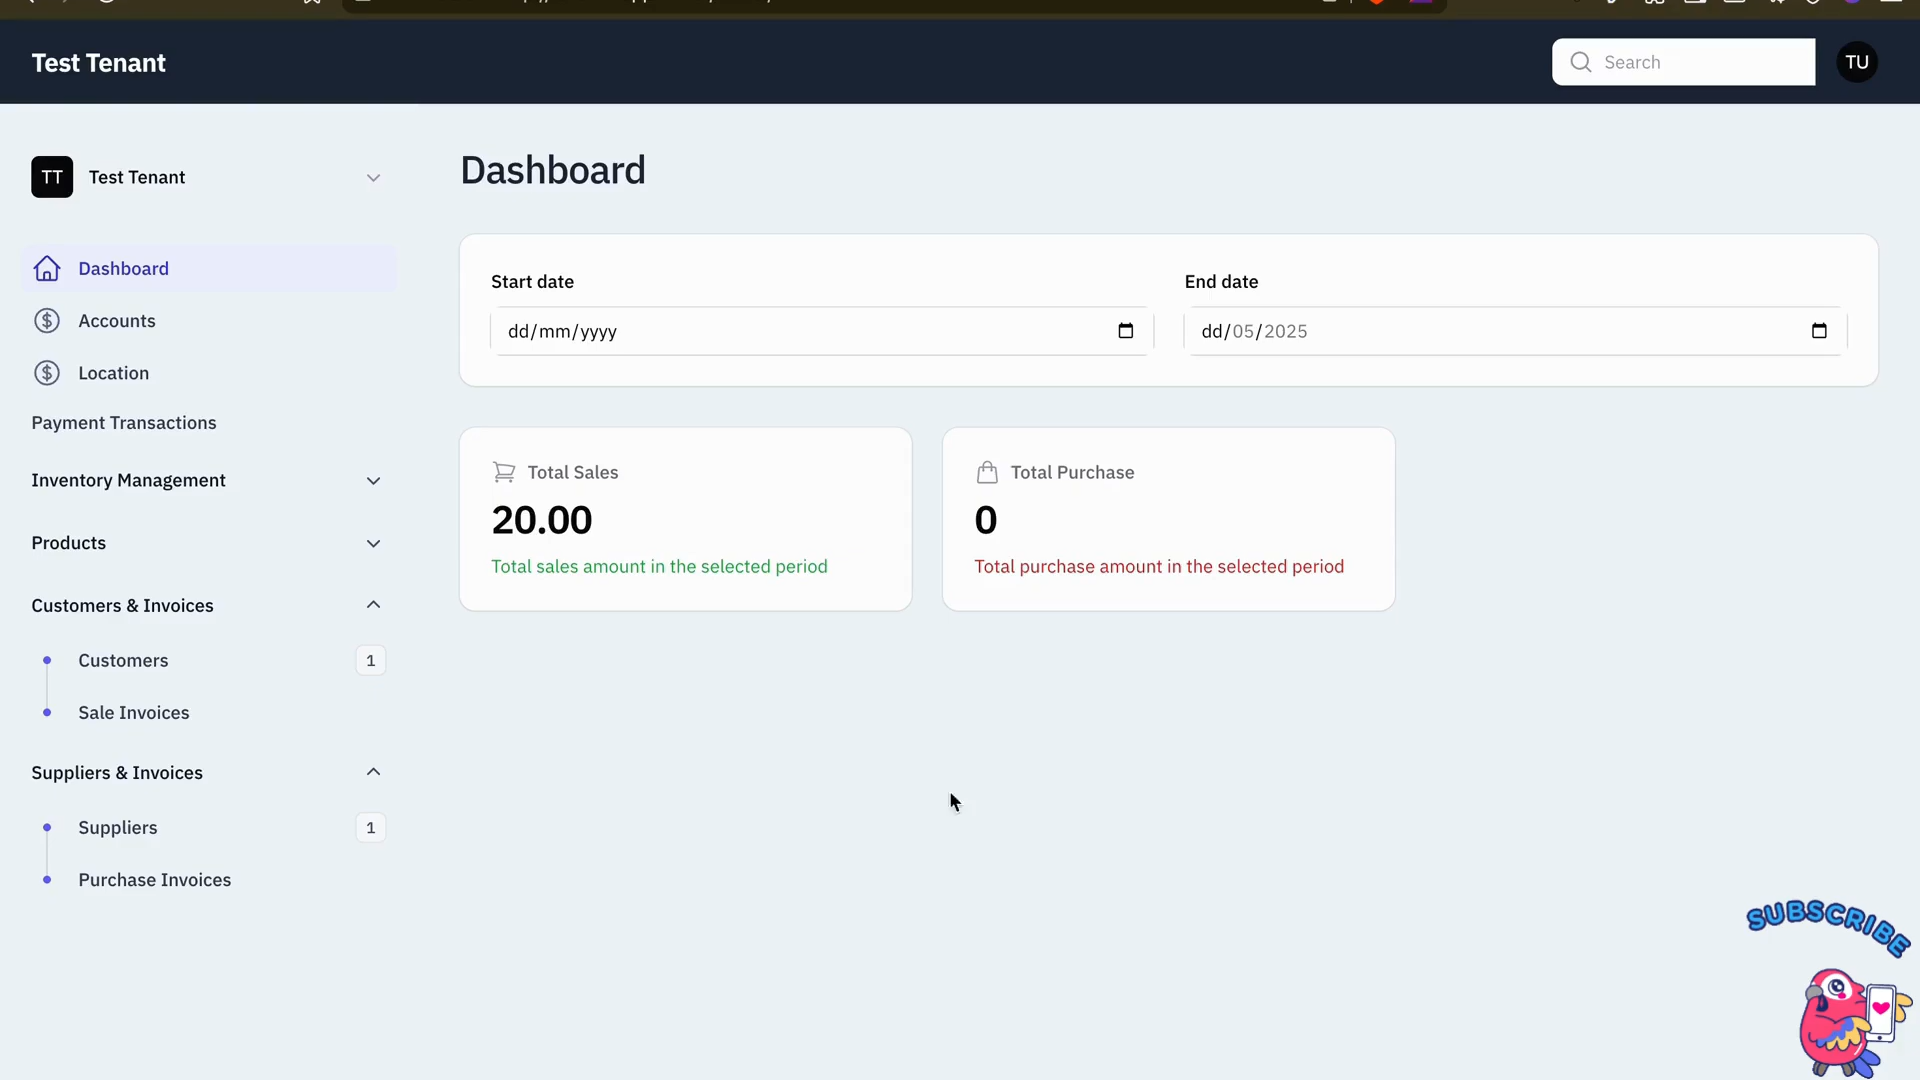 Test Tenant
Search
TU
TT
Test Tenant
Dashboard
Accounts
Location
Payment Transactions
Inventory Management
Products
Customers & Invoices
Customers
1
Sale Invoices
Suppliers & Invoices
Suppliers
1
Purchase Invoices
Dashboard
Start date
dd/mm/yyyy
End date
dd/05/2025
Total Sales
20.00
Total sales amount in the selected period
Total Purchase
0
Total purchase amount in the selected period
SUBSCRIBE